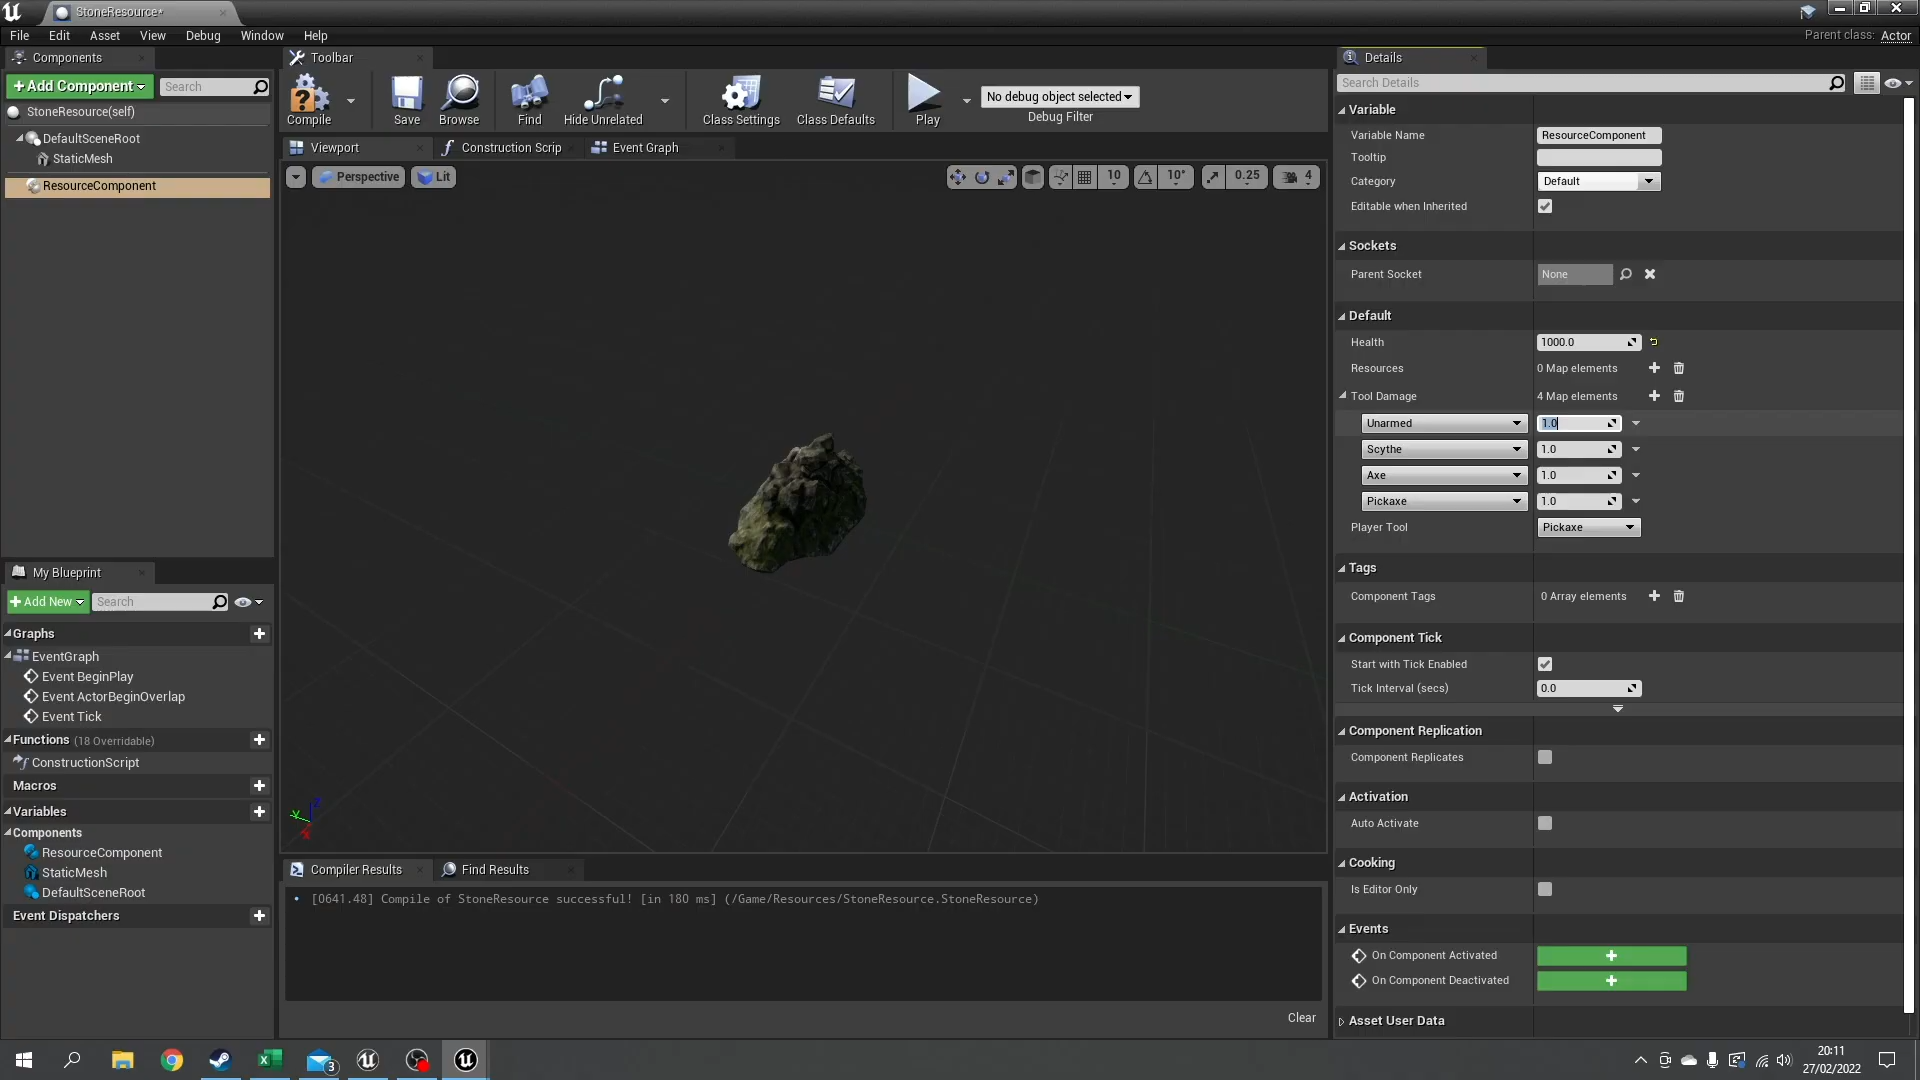 StoneResource*
File Edit Asset View Debug Window Help
Parent class: Actor
Components
+ Add Component
Search
StoneResource(self)
DefaultSceneRoot
StaticMesh
ResourceComponent
Toolbar
Compile
Save
Browse
Find
Hide Unrelated
Class Settings
Class Defaults
Play
No debug object selected
Debug Filter
Viewport
Construction Scrip
Event Graph
Perspective
Lit
10
10°
0.25
4
My Blueprint
+ Add New
Search
Graphs
EventGraph
Event BeginPlay
Event ActorBeginOverlap
Event Tick
Functions (18 Overridable)
ConstructionScript
Macros
Variables
Components
ResourceComponent
StaticMesh
DefaultSceneRoot
Event Dispatchers
Compiler Results
Find Results
[0641.48] Compile of StoneResource successful! [in 180 ms] (/Game/Resources/StoneResource.StoneResource)
Clear
Details
Search Details
Variable
Variable Name ResourceComponent
Tooltip
Category Default
Editable when Inherited
Sockets
Parent Socket None
Default
Health 1000.0
Resources 0 Map elements
Tool Damage 4 Map elements
Unarmed 1.0
Scythe 1.0
Axe 1.0
Pickaxe 1.0
Player Tool Pickaxe
Tags
Component Tags 0 Array elements
Component Tick
Start with Tick Enabled
Tick Interval (secs) 0.0
Component Replication
Component Replicates
Activation
Auto Activate
Cooking
Is Editor Only
Events
On Component Activated
On Component Deactivated
Asset User Data
Z
Y
X
3
20:11
27/02/2022